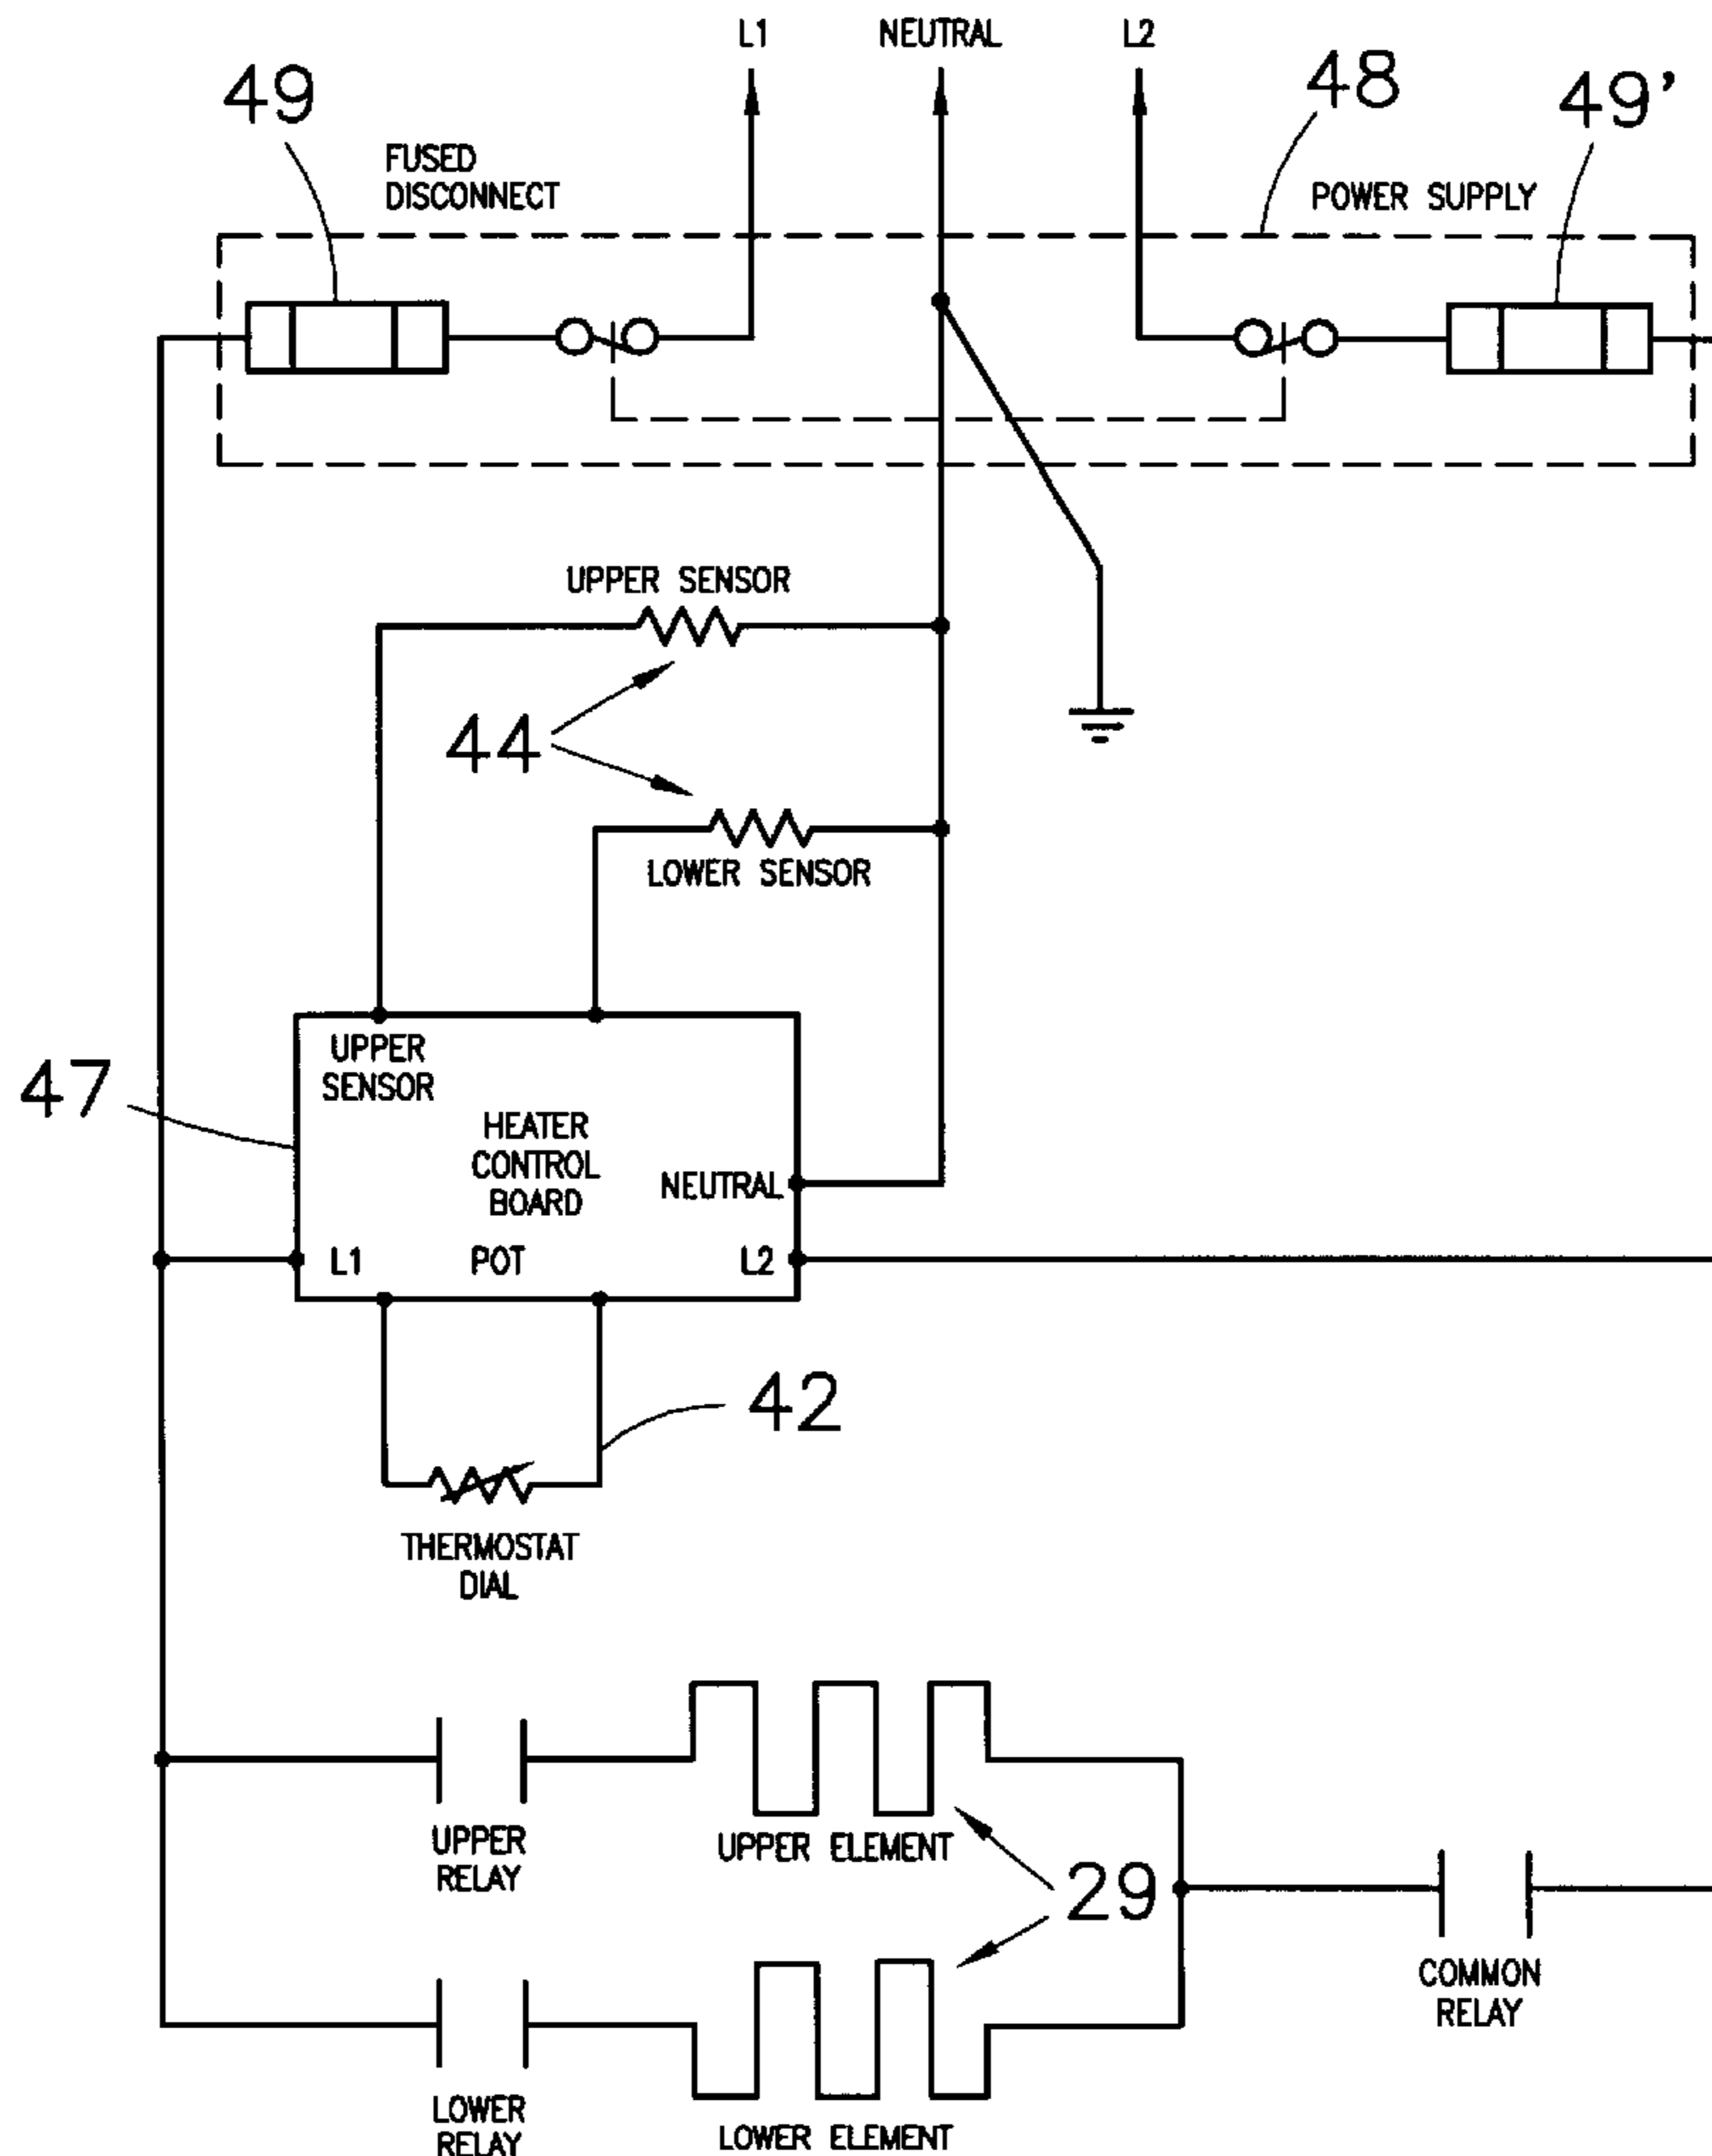 L1
NEUTRAL
L2
49
48
49’
FUSED
DISCONNECT
POWER SUPPLY
UPPER SENSOR
44
LOWER SENSOR
47
UPPER
SENSOR
HEATER
CONTROL
BOARD
NEUTRAL
L1
POT
L2
42
THERMOSTAT
DIAL
UPPER
RELAY
UPPER ELEMENT
29
COMMON
RELAY
LOWER
RELAY
LOWER ELEMENT